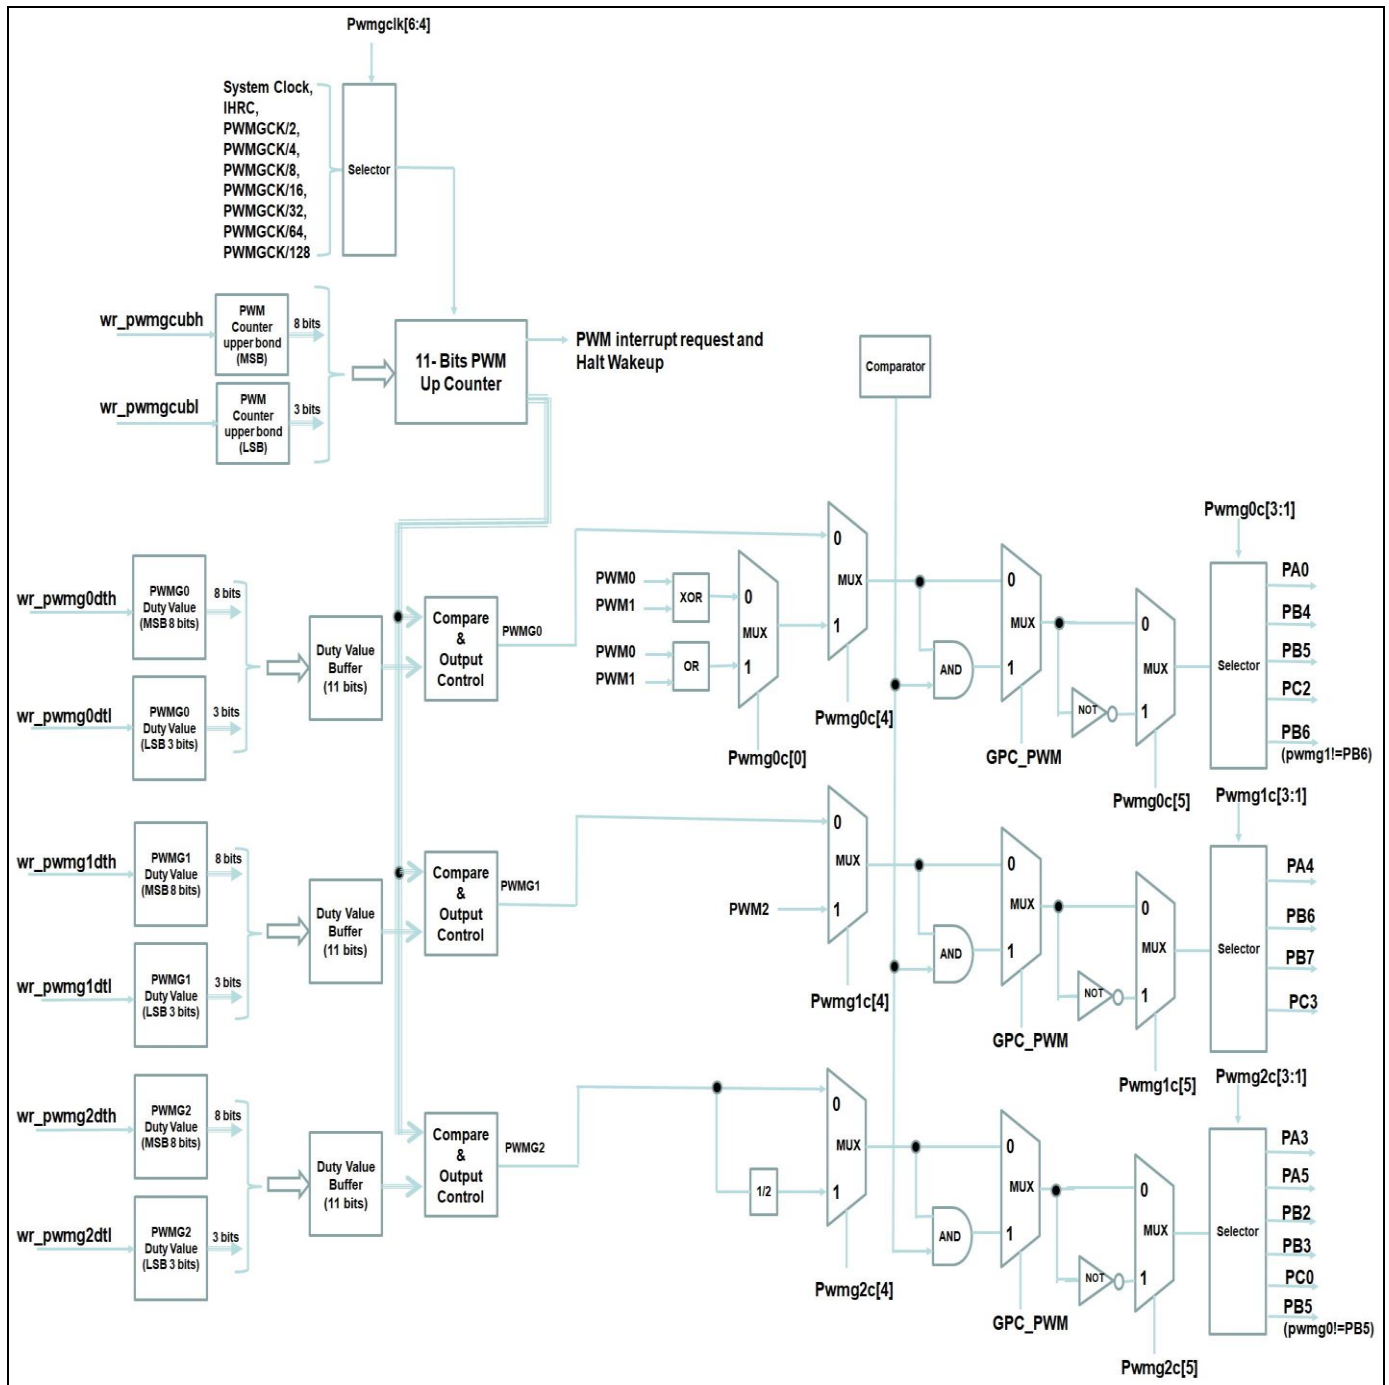 Pwmgclk[6:4]
System Clock,
IHRC,
PWMGCK/2,
PWMGCK/4,
PWMGCK/8,
PWMGCK/16,
PWMGCK/32,
PWMGCK/64,
PWMGCK/128
Selector
wr_pwmgcubh
PWM
Counter
upper bond
(MSB)
8 bits
wr_pwmgcubl
PWM
Counter
upper bond
(LSB)
3 bits
11- Bits PWM
Up Counter
PWM interrupt request and
Halt Wakeup
Comparator
wr_pwmg0dth
PWMG0
Duty Value
(MSB 8 bits)
8 bits
wr_pwmg0dtl
PWMG0
Duty Value
(LSB 3 bits)
3 bits
Duty Value
Buffer
(11 bits)
Compare
&
Output
Control
PWMG0
PWM0
PWM1
XOR
PWM0
PWM1
OR
0
MUX
1
Pwmg0c[0]
0
MUX
1
Pwmg0c[4]
AND
0
MUX
1
GPC_PWM
NOT
0
MUX
1
Pwmg0c[5]
Pwmg0c[3:1]
Selector
PA0
PB4
PB5
PC2
PB6
(pwmg1!=PB6)
wr_pwmg1dth
PWMG1
Duty Value
(MSB 8 bits)
8 bits
wr_pwmg1dtl
PWMG1
Duty Value
(LSB 3 bits)
3 bits
Duty Value
Buffer
(11 bits)
Compare
&
Output
Control
PWMG1
PWM2
0
MUX
1
Pwmg1c[4]
AND
0
MUX
1
GPC_PWM
NOT
0
MUX
1
Pwmg1c[5]
Pwmg1c[3:1]
Selector
PA4
PB6
PB7
PC3
wr_pwmg2dth
PWMG2
Duty Value
(MSB 8 bits)
8 bits
wr_pwmg2dtl
PWMG2
Duty Value
(LSB 3 bits)
3 bits
Duty Value
Buffer
(11 bits)
Compare
&
Output
Control
PWMG2
1/2
0
MUX
1
Pwmg2c[4]
AND
0
MUX
1
GPC_PWM
NOT
0
MUX
1
Pwmg2c[5]
Pwmg2c[3:1]
Selector
PA3
PA5
PB2
PB3
PC0
PB5
(pwmg0!=PB5)